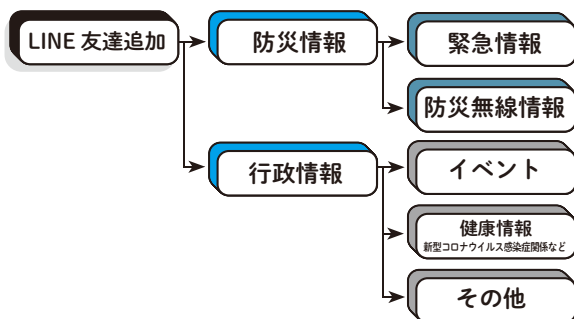 LINE 友達追加
防災情報
緊急情報
防災無線情報
行政情報
イベント
健康情報
新型コロナウイルス感染症関係など
その他